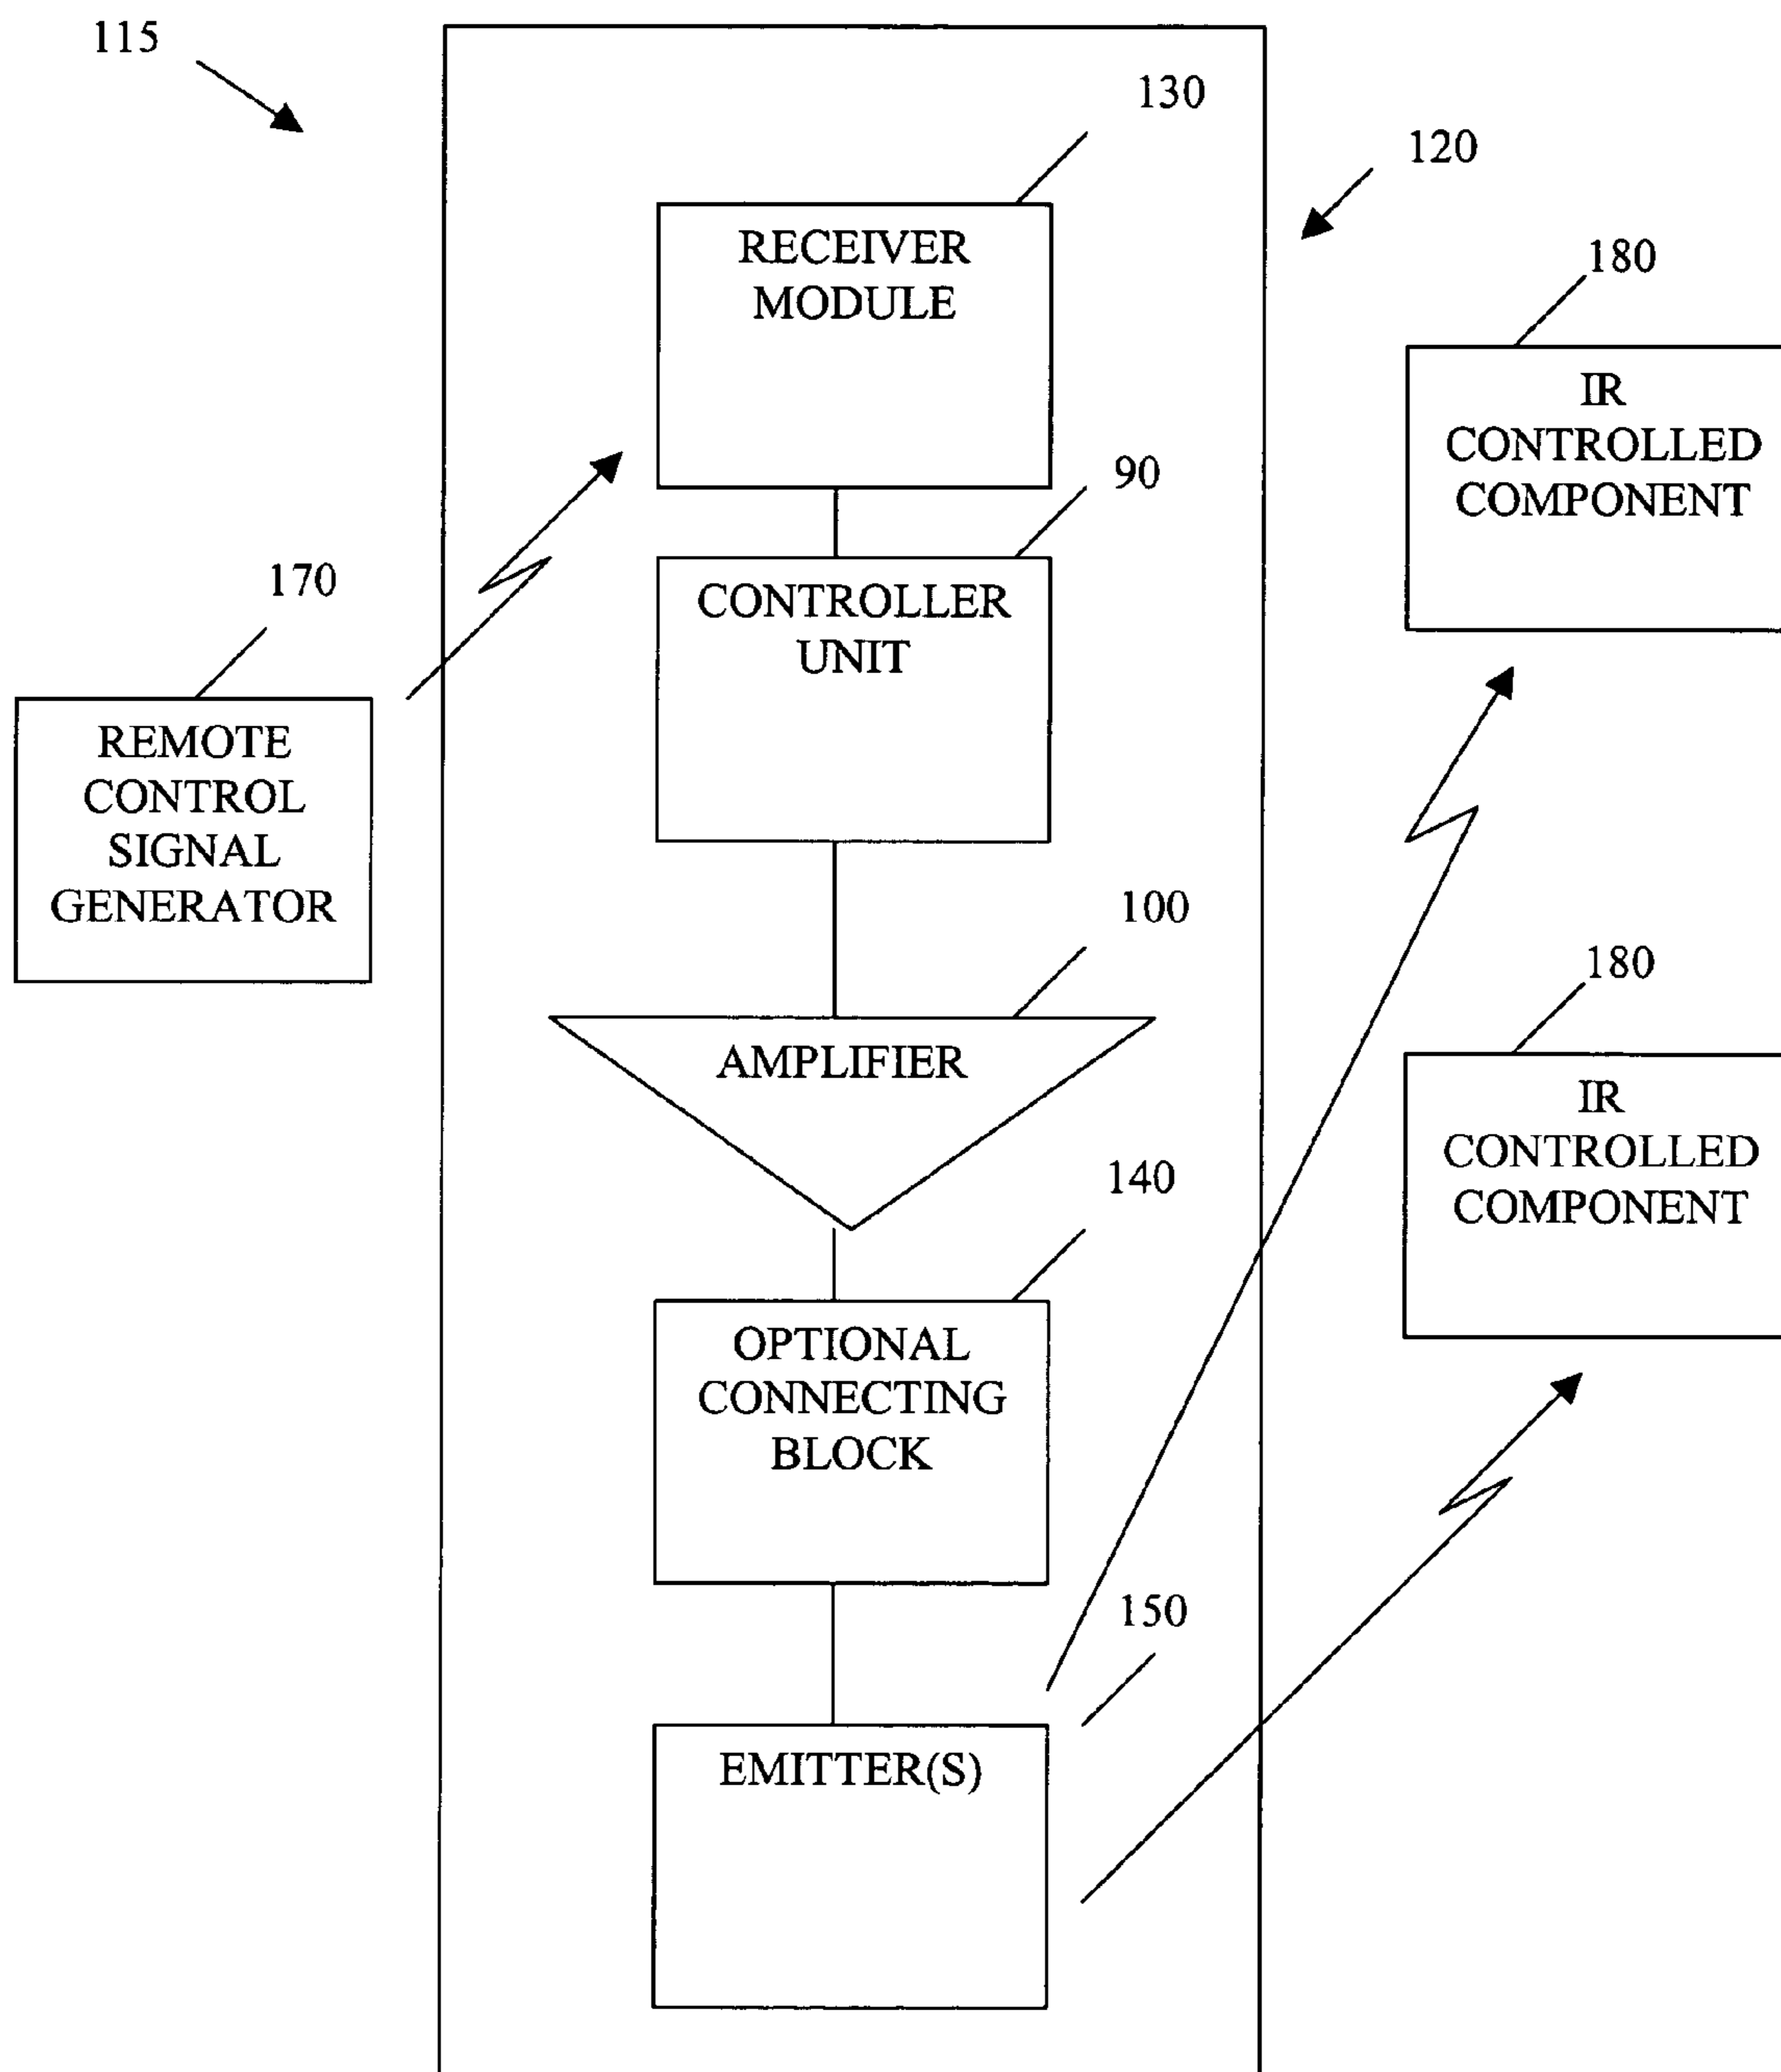 115
130
120
RECEIVER
MODULE
180
IR
CONTROLLED
COMPONENT
90
170
CONTROLLER
UNIT
REMOTE
CONTROL
SIGNAL
GENERATOR
100
180
AMPLIFIER
IR
CONTROLLED
COMPONENT
140
OPTIONAL
CONNECTING
BLOCK
150
EMITTER(S)